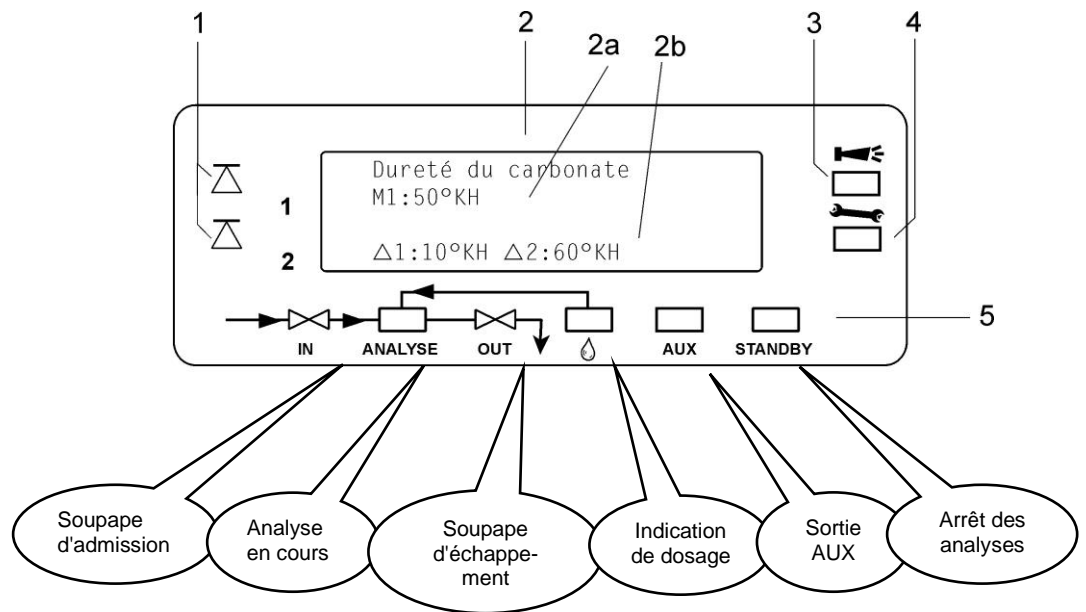 1
2
2a
2b
3
4
Dureté du carbonate
M1:50°KH
1
2
△1:10°KH △2:60°KH
5
IN
ANALYSE
OUT
AUX
STANDBY
Soupape
d'admission
Analyse
en cours
Soupape
d'échappe-
ment
Indication
de dosage
Sortie
AUX
Arrêt des
analyses